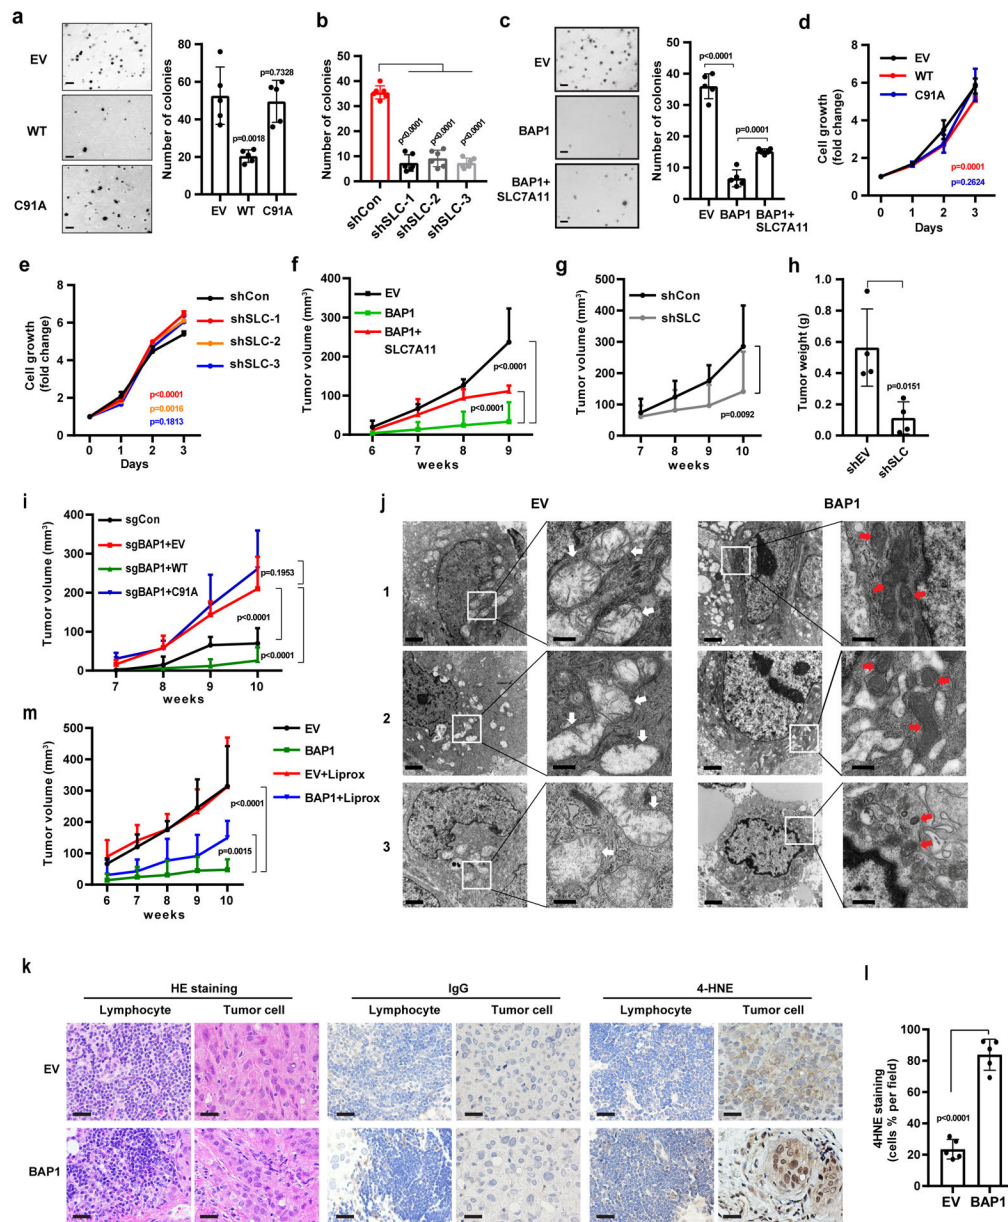 a
EV
WT
C91A
Number of colonies
80
60
40
20
0
p=0.0018
p=0.7328
EV WT C91A
b
Number of colonies
50
40
30
20
10
0
p<0.0001
p<0.0001
p<0.0001
shCon
shSLC-1
shSLC-2
shSLC-3
c
EV
BAP1
BAP1+
SLC7A11
Number of colonies
50
40
30
20
10
0
p<0.0001
p=0.0001
EV BAP1 BAP1+
SLC7A11
d
Cell growth
(fold change)
8
6
4
2
0
EV
WT
C91A
p=0.0001
p=0.2624
0 1 2 3
Days
e
Cell growth
(fold change)
8
6
4
2
0
shCon
shSLC-1
shSLC-2
shSLC-3
p<0.0001
p=0.0016
p=0.1813
0 1 2 3
Days
f
Tumor volume (mm³)
400
300
200
100
0
EV
BAP1
BAP1+
SLC7A11
p<0.0001
p<0.0001
6 7 8 9
weeks
g
Tumor volume (mm³)
500
400
300
200
100
0
shCon
shSLC
p=0.0092
7 8 9 10
weeks
h
Tumor weight (g)
1.0
0.8
0.6
0.4
0.2
0.0
p=0.0151
shEV
shSLC
i
Tumor volume (mm³)
400
300
200
100
0
sgCon
sgBAP1+EV
sgBAP1+WT
sgBAP1+C91A
p=0.1953
p<0.0001
p<0.0001
7 8 9 10
weeks
j
EV BAP1
1
2
3
m
Tumor volume (mm³)
500
400
300
200
100
0
EV
BAP1
EV+Liprox
BAP1+Liprox
p<0.0001
p=0.0015
6 7 8 9 10
weeks
k
HE staining IgG 4-HNE
Lymphocyte Tumor cell Lymphocyte Tumor cell Lymphocyte Tumor cell
EV
BAP1
l
4HNE staining
(cells % per field)
100
80
60
40
20
0
p<0.0001
EV BAP1